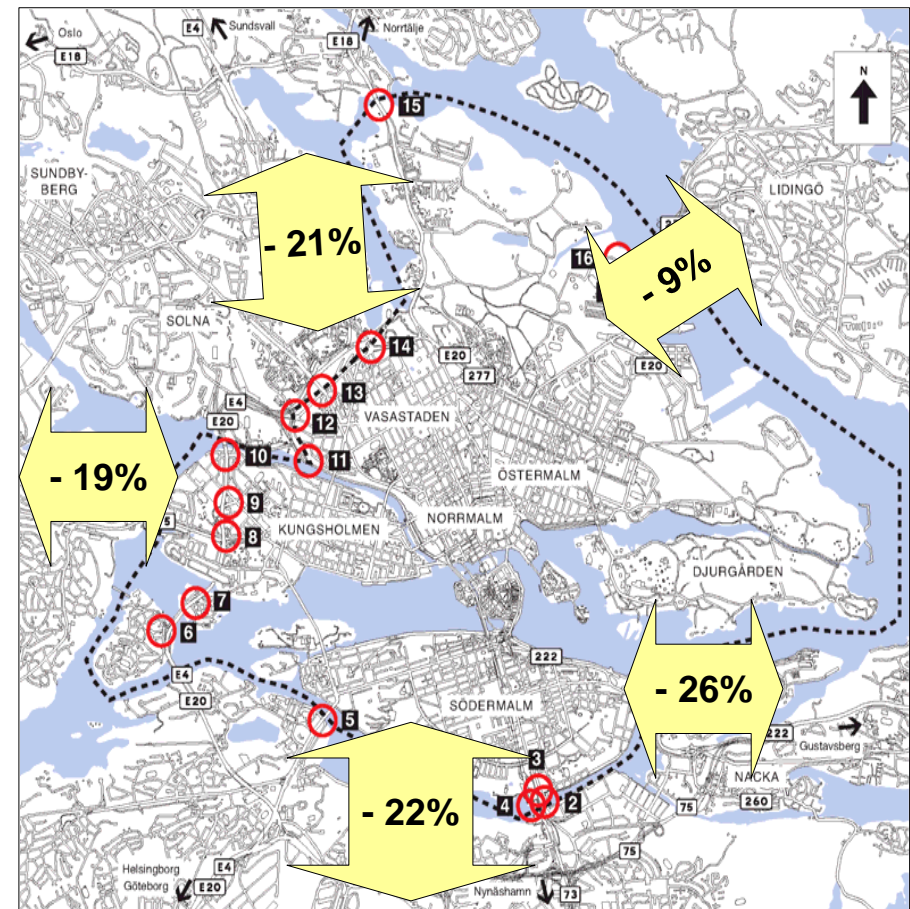 E4
Sundsvall
Norrtälje
Oslo
E18
E18
N
15
SUNDBY-
BERG
LIDINGÖ
- 21%
16
- 9%
SOLNA
14
E20
E20
277
13
E4
12
VASASTADEN
E20
10
11
- 19%
ÖSTERMALM
9
NORRMALM
KUNGSHOLMEN
8
DJURGÅRDEN
7
6
222
E4
- 26%
E20
SÖDERMALM
5
222
Gustavsberg
3
NACKA
4
2
75
260
- 22%
75
Helsingborg
Göteborg
E4
E20
Nynäshamn
73